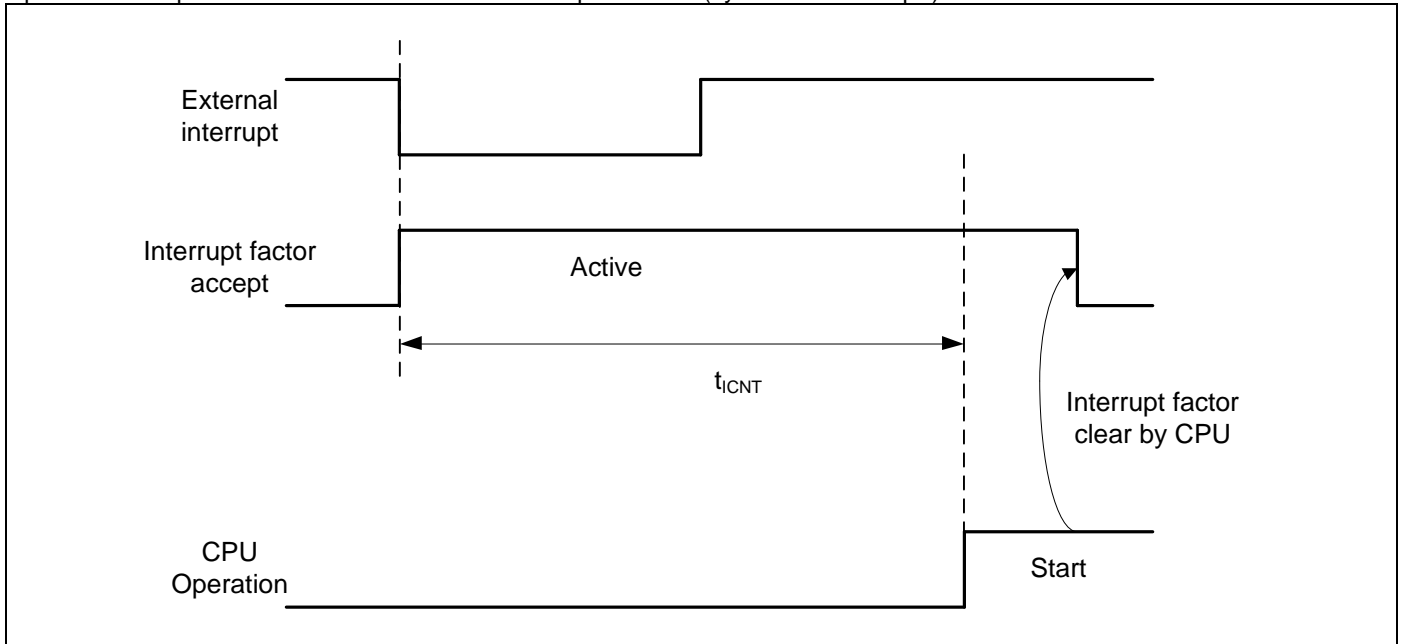 External
interrupt
Interrupt factor
accept
Active
tICNT
Interrupt factor
clear by CPU
CPU
Operation
Start